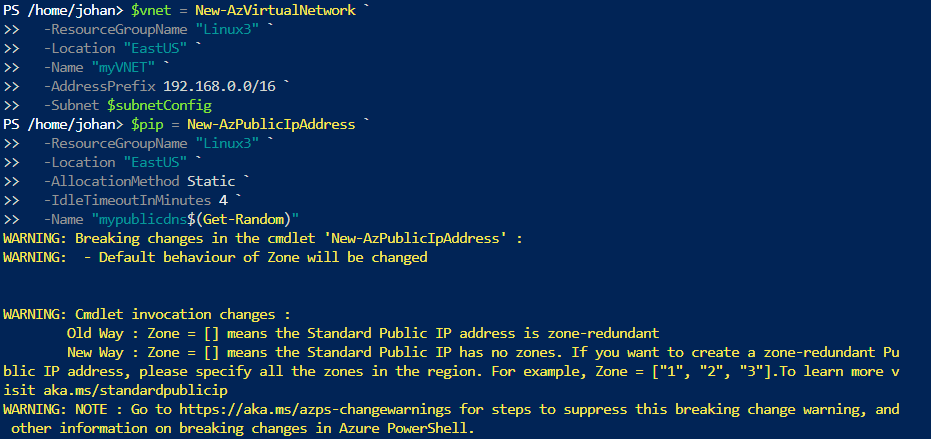 PS /home/johan> $vnet = New-AzVirtualNetwork `
>>   -ResourceGroupName "Linux3" `
>>   -Location "EastUS" `
>>   -Name "myVNET" `
>>   -AddressPrefix 192.168.0.0/16 `
>>   -Subnet $subnetConfig
PS /home/johan> $pip = New-AzPublicIpAddress `
>>   -ResourceGroupName "Linux3" `
>>   -Location "EastUS" `
>>   -AllocationMethod Static `
>>   -IdleTimeoutInMinutes 4 `
>>   -Name "mypublicdns$(Get-Random)"
WARNING: Breaking changes in the cmdlet 'New-AzPublicIpAddress' :
WARNING:  - Default behaviour of Zone will be changed
WARNING: Cmdlet invocation changes :
        Old Way : Zone = [] means the Standard Public IP address is zone-redundant
        New Way : Zone = [] means the Standard Public IP has no zones. If you want to create a zone-redundant Pu
blic IP address, please specify all the zones in the region. For example, Zone = ["1", "2", "3"].To learn more v
isit aka.ms/standardpublicip
WARNING: NOTE : Go to https://aka.ms/azps-changewarnings for steps to suppress this breaking change warning, and
 other information on breaking changes in Azure PowerShell.